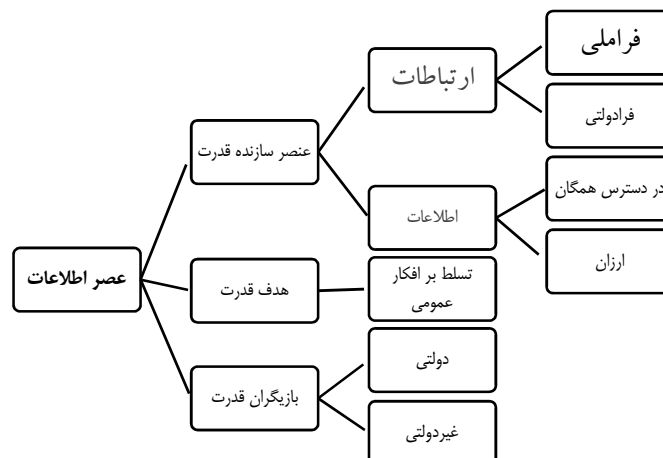 عصر اطلاعات
عنصر سازنده قدرت
ارتباطات
فراملی
فرادولتی
اطلاعات
در دسترس همگان
ارزان
هدف قدرت
تسلط بر افکار
عمومی
بازیگران قدرت
دولتی
غیردولتی